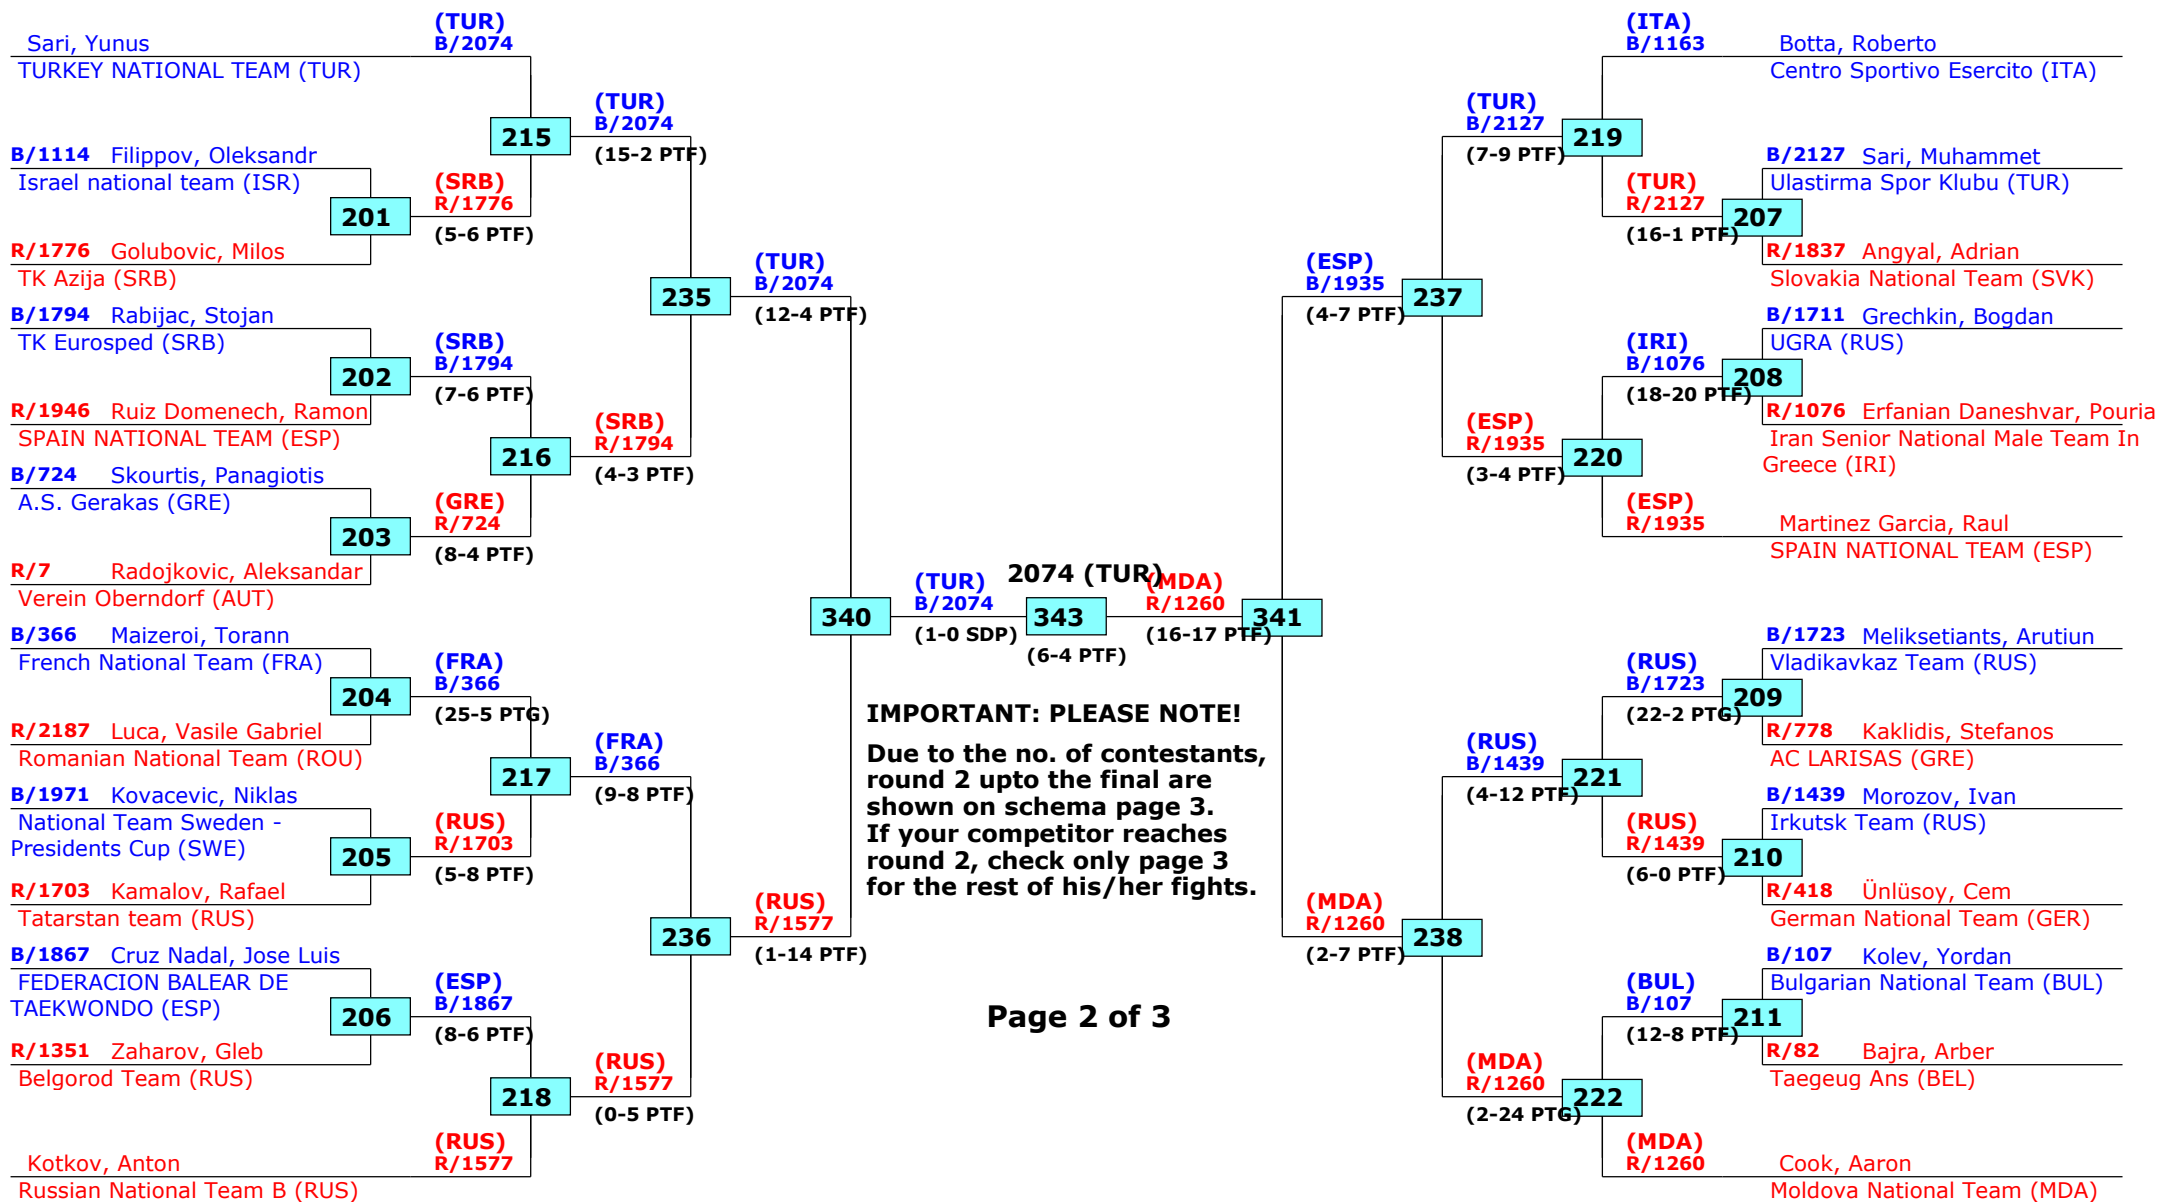 (TUR)
B/2074
Sari, Yunus
TURKEY NATIONAL TEAM (TUR)
215
(TUR)
B/2074
(15-2 PTF)
B/1114 Filippov, Oleksandr
Israel national team (ISR)
201
(SRB)
R/1776
(5-6 PTF)
R/1776 Golubovic, Milos
TK Azija (SRB)
235
(TUR)
B/2074
(12-4 PTF)
B/1794 Rabijac, Stojan
TK Eurosped (SRB)
202
(SRB)
B/1794
(7-6 PTF)
R/1946 Ruiz Domenech, Ramon
SPAIN NATIONAL TEAM (ESP)
216
(SRB)
R/1794
(4-3 PTF)
B/724 Skourtis, Panagiotis
A.S. Gerakas (GRE)
203
(GRE)
R/724
(8-4 PTF)
R/7 Radojkovic, Aleksandar
Verein Oberndorf (AUT)
340
(TUR)
B/2074
(1-0 SDP)
2074 (TUR)
343
(6-4 PTF)
(MDA)
R/1260
(16-17 PTF)
341
B/366 Maizeroi, Torann
French National Team (FRA)
204
(FRA)
B/366
(25-5 PTG)
R/2187 Luca, Vasile Gabriel
Romanian National Team (ROU)
217
(FRA)
B/366
(9-8 PTF)
B/1971 Kovacevic, Niklas
National Team Sweden -
Presidents Cup (SWE)
205
(RUS)
R/1703
(5-8 PTF)
R/1703 Kamalov, Rafael
Tatarstan team (RUS)
236
(RUS)
R/1577
(1-14 PTF)
B/1867 Cruz Nadal, Jose Luis
FEDERACION BALEAR DE
TAEKWONDO (ESP)
206
(ESP)
B/1867
(8-6 PTF)
R/1351 Zaharov, Gleb
Belgorod Team (RUS)
218
(RUS)
R/1577
(0-5 PTF)
(RUS)
R/1577
Kotkov, Anton
Russian National Team B (RUS)
IMPORTANT: PLEASE NOTE!
Due to the no. of contestants,
round 2 upto the final are
shown on schema page 3.
If your competitor reaches
round 2, check only page 3
for the rest of his/her fights.
Page 2 of 3
(ITA)
B/1163
Botta, Roberto
Centro Sportivo Esercito (ITA)
(TUR)
B/2127
(7-9 PTF)
219
B/2127 Sari, Muhammet
Ulastirma Spor Klubu (TUR)
(TUR)
R/2127
(16-1 PTF)
207
R/1837 Angyal, Adrian
Slovakia National Team (SVK)
(ESP)
B/1935
(4-7 PTF)
237
B/1711 Grechkin, Bogdan
UGRA (RUS)
(IRI)
B/1076
(18-20 PTF)
208
R/1076 Erfanian Daneshvar, Pouria
Iran Senior National Male Team In
Greece (IRI)
(ESP)
R/1935
(3-4 PTF)
220
(ESP)
R/1935
Martinez Garcia, Raul
SPAIN NATIONAL TEAM (ESP)
B/1723 Meliksetiants, Arutiun
Vladikavkaz Team (RUS)
(RUS)
B/1723
(22-2 PTG)
209
R/778 Kaklidis, Stefanos
AC LARISAS (GRE)
(RUS)
B/1439
(4-12 PTF)
221
B/1439 Morozov, Ivan
Irkutsk Team (RUS)
(RUS)
R/1439
(6-0 PTF)
210
R/418 Ünlüsoy, Cem
German National Team (GER)
(MDA)
R/1260
(2-7 PTF)
238
B/107 Kolev, Yordan
Bulgarian National Team (BUL)
(BUL)
B/107
(12-8 PTF)
211
R/82 Bajra, Arber
Taegeug Ans (BEL)
(MDA)
R/1260
(2-24 PTG)
222
(MDA)
R/1260
Cook, Aaron
Moldova National Team (MDA)